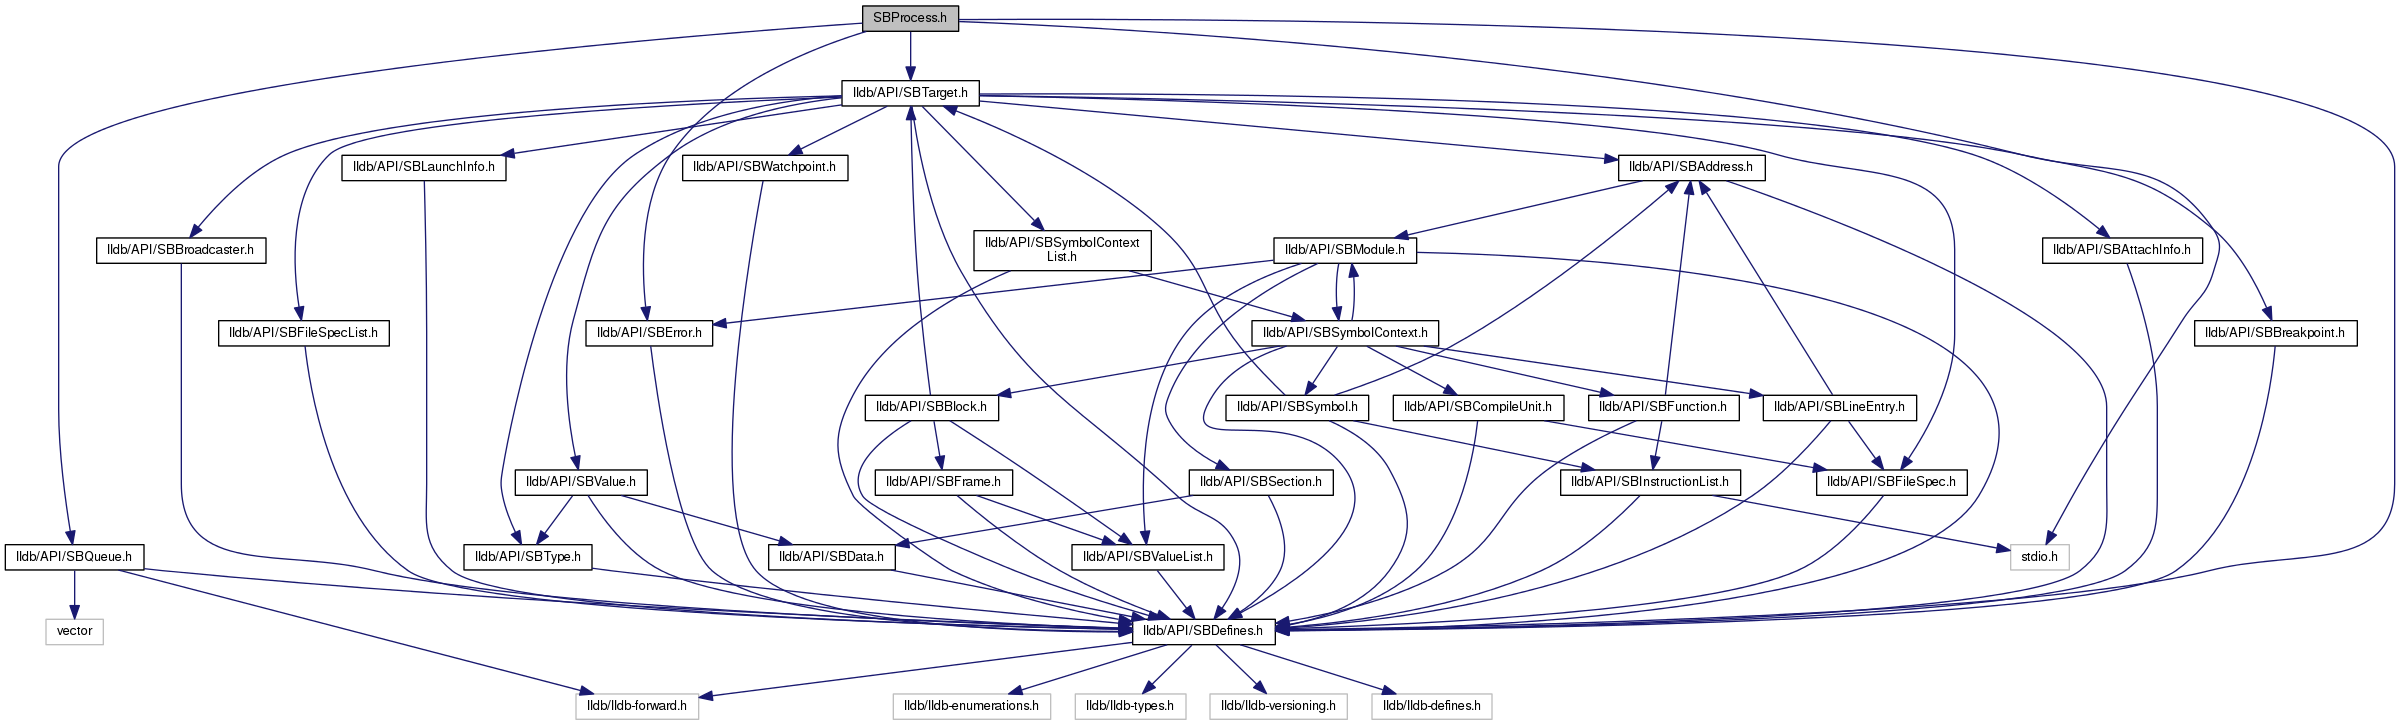 SBProcess.h
lldb/API/SBTarget.h
lldb/API/SBLaunchInfo.h
lldb/API/SBWatchpoint.h
lldb/API/SBAddress.h
lldb/API/SBBroadcaster.h
lldb/API/SBSymbolContext
List.h
lldb/API/SBModule.h
lldb/API/SBAttachInfo.h
lldb/API/SBFileSpecList.h
lldb/API/SBError.h
lldb/API/SBSymbolContext.h
lldb/API/SBBreakpoint.h
lldb/API/SBBlock.h
lldb/API/SBSymbol.h
lldb/API/SBCompileUnit.h
lldb/API/SBFunction.h
lldb/API/SBLineEntry.h
lldb/API/SBValue.h
lldb/API/SBFrame.h
lldb/API/SBSection.h
lldb/API/SBInstructionList.h
lldb/API/SBFileSpec.h
lldb/API/SBQueue.h
lldb/API/SBType.h
lldb/API/SBData.h
lldb/API/SBValueList.h
stdio.h
vector
lldb/API/SBDefines.h
lldb/lldb-forward.h
lldb/lldb-enumerations.h
lldb/lldb-types.h
lldb/lldb-versioning.h
lldb/lldb-defines.h